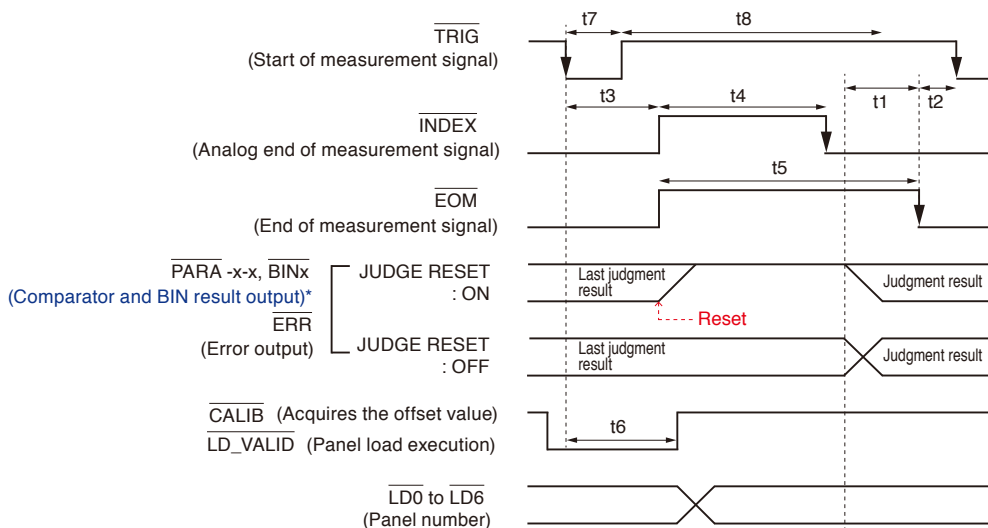 t7
t8
TRIG
(Start of measurement signal)
t3
t4
t1
t2
INDEX
(Analog end of measurement signal)
t5
EOM
(End of measurement signal)
PARA -x-x, BINx
(Comparator and BIN result output)*
ERR
(Error output)
JUDGE RESET
: ON
Last judgment
result
Judgment result
Reset
JUDGE RESET
: OFF
Last judgment
result
Judgment result
CALIB (Acquires the offset value)
LD_VALID (Panel load execution)
t6
LD0 to LD6
(Panel number)